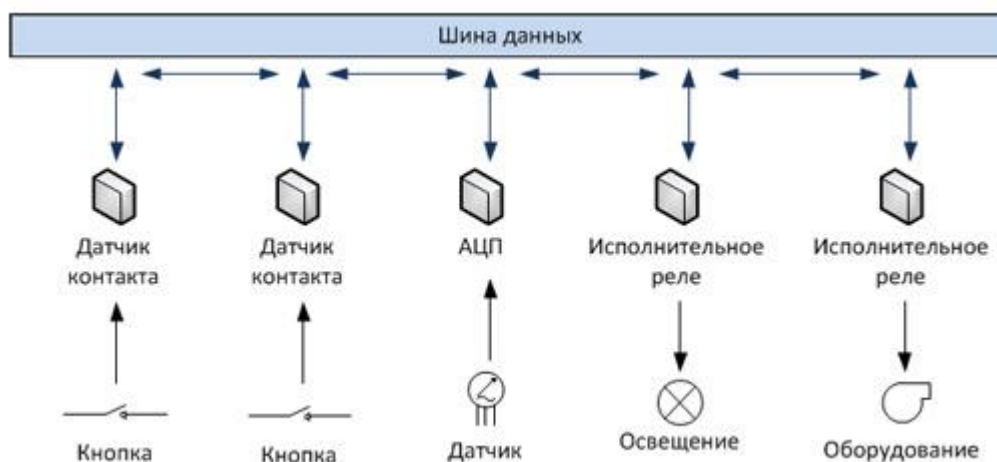 Шина данных
Датчик контакта
Датчик контакта
АЦП
Исполнительное реле
Исполнительное реле
Кнопка
Кнопка
Датчик
Освещение
Оборудование